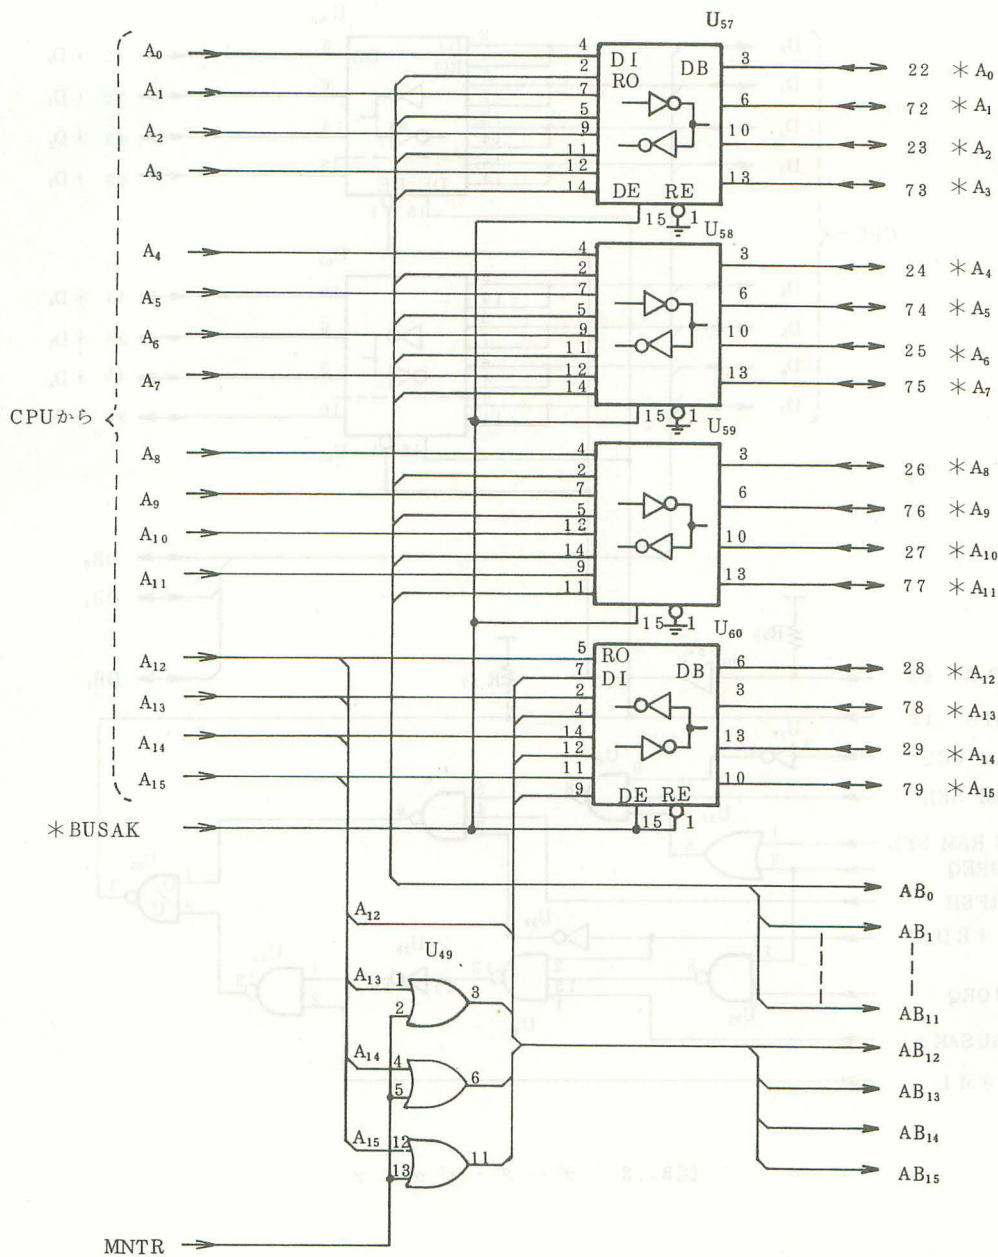 U57
A0 4 DI DB 3 22 *A0
2 RO
A1 7 6 72 *A1
5
A2 9 10 23 *A2
11
A3 12 13 73 *A3
14 DE RE
15 1
U58
A4 4 3 24 *A4
2
A5 7 6 74 *A5
5
A6 9 10 25 *A6
11
A7 12 13 75 *A7
14
15 1
CPUから
U59
A8 4 3 26 *A8
2
A9 7 6 76 *A9
5
A10 12 10 27 *A10
14
A11 9 13 77 *A11
11
15 1
U60
A12 5 RO DB 6 28 *A12
7 DI
A13 2 3 78 *A13
4
A14 14 13 29 *A14
12
A15 11 10 79 *A15
9 DE RE
*BUSAK 15 1
AB0
A12 AB1
U49
A13 1 3
2 AB11
AB12
A14 4 6 AB13
5
AB14
A15 12 11 AB15
13
MNTR